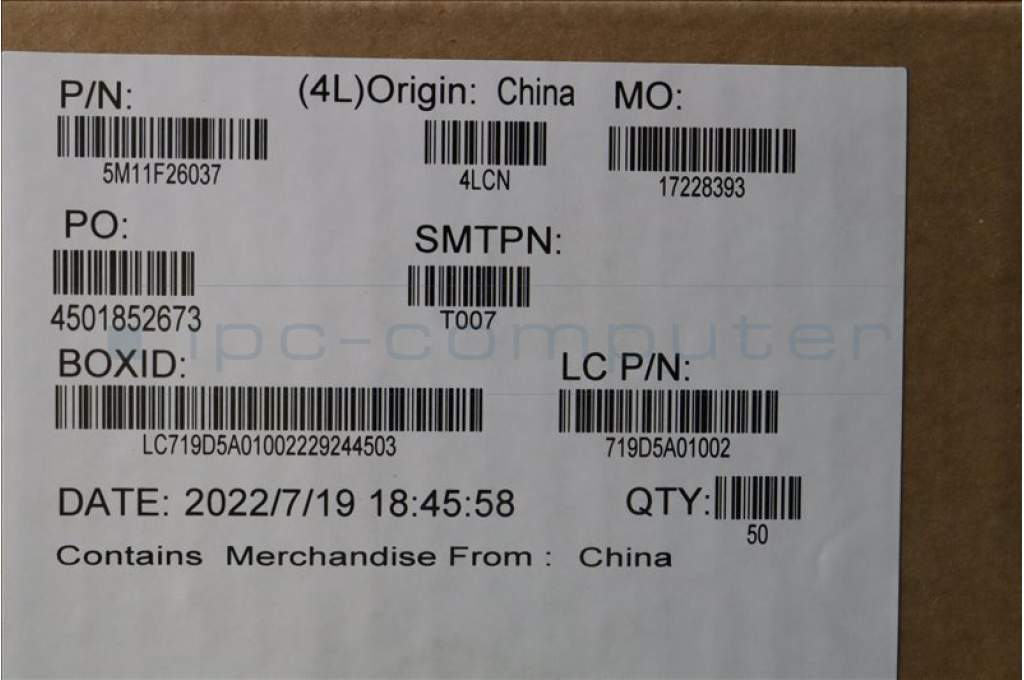 P/N: (4L)Origin: China MO:
5M11F26037 4LCN 17228393
PO: SMTPN:
4501852673 T007
ipc-computer
BOXID: LC P/N:
LC719D5A01002229244503 719D5A01002
DATE: 2022/7/19 18:45:58 QTY:
50
Contains Merchandise From : China